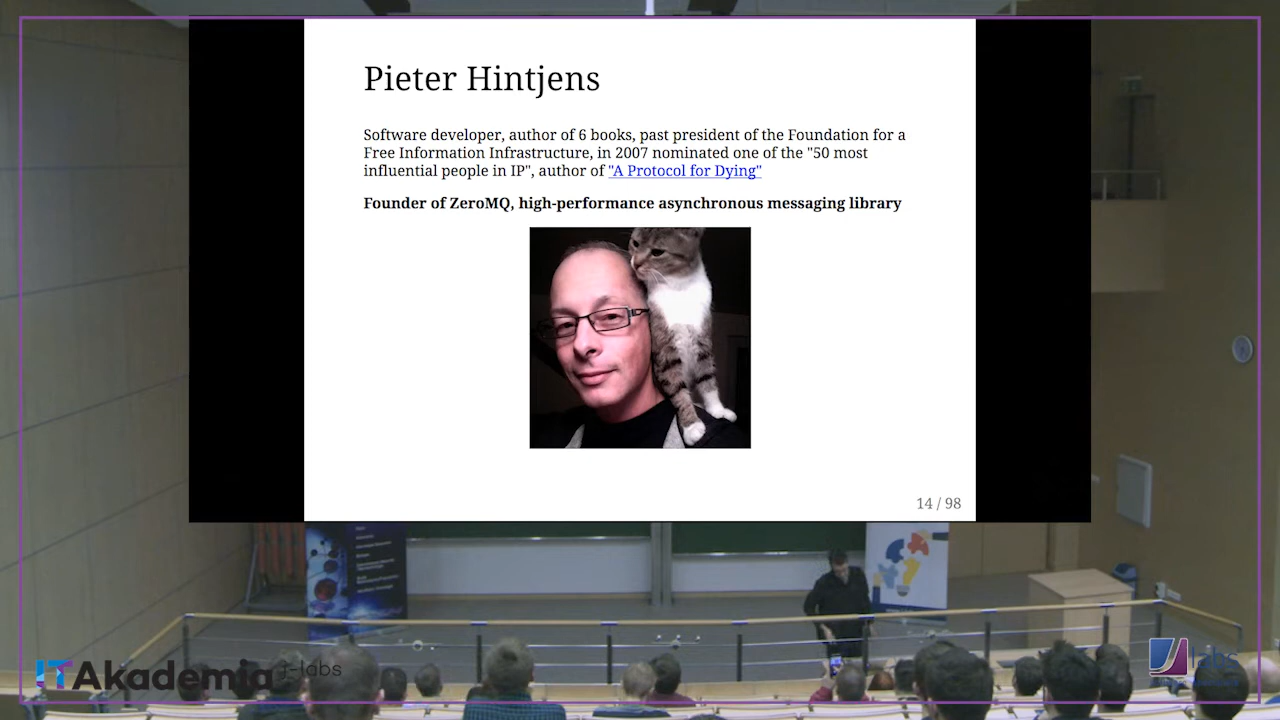 Pieter Hintjens
Software developer, author of 6 books, past president of the Foundation for a
Free Information Infrastructure, in 2007 nominated one of the "50 most
influential people in IP", author of "A Protocol for Dying"
Founder of ZeroMQ, high-performance asynchronous messaging library
14 / 98
ITAkademia j-labs
labs